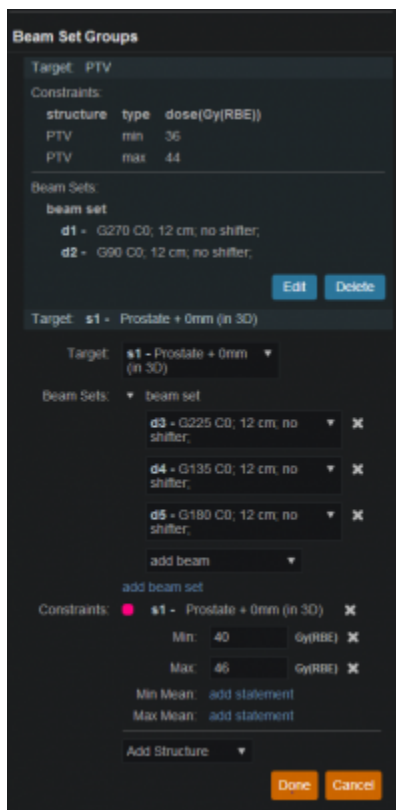 Beam Set Groups
Target: PTV
Constraints:
structure type dose(Gy(RBE))
PTV min 36
PTV max 44
Beam Sets:
beam set
d1 - G270 C0; 12 cm; no shifter;
d2 - G90 C0; 12 cm; no shifter;
Edit Delete
Target: s1 - Prostate + 0mm (in 3D)
Target: s1 - Prostate + 0mm
(in 3D)
Beam Sets: beam set
d3 - G225 C0; 12 cm; no
shifter;
d4 - G135 C0; 12 cm; no
shifter;
d5 - G180 C0; 12 cm; no
shifter;
add beam
add beam set
Constraints: s1 - Prostate + 0mm (in 3D)
Min: 40 Gy(RBE)
Max: 46 Gy(RBE)
Min Mean: add statement
Max Mean: add statement
Add Structure
Done Cancel